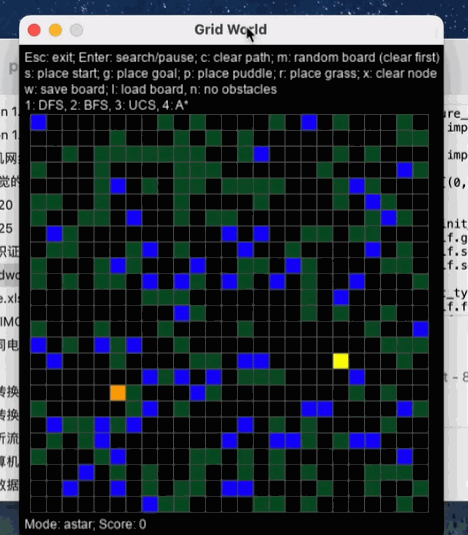 Grid World
Esc: exit; Enter: search/pause; c: clear path; m: random board (clear first)
s: place start; g: place goal; p: place puddle; r: place grass; x: clear node
w: save board; l: load board, n: no obstacles
1: DFS, 2: BFS, 3: UCS, 4: A*
Mode: astar; Score: 0